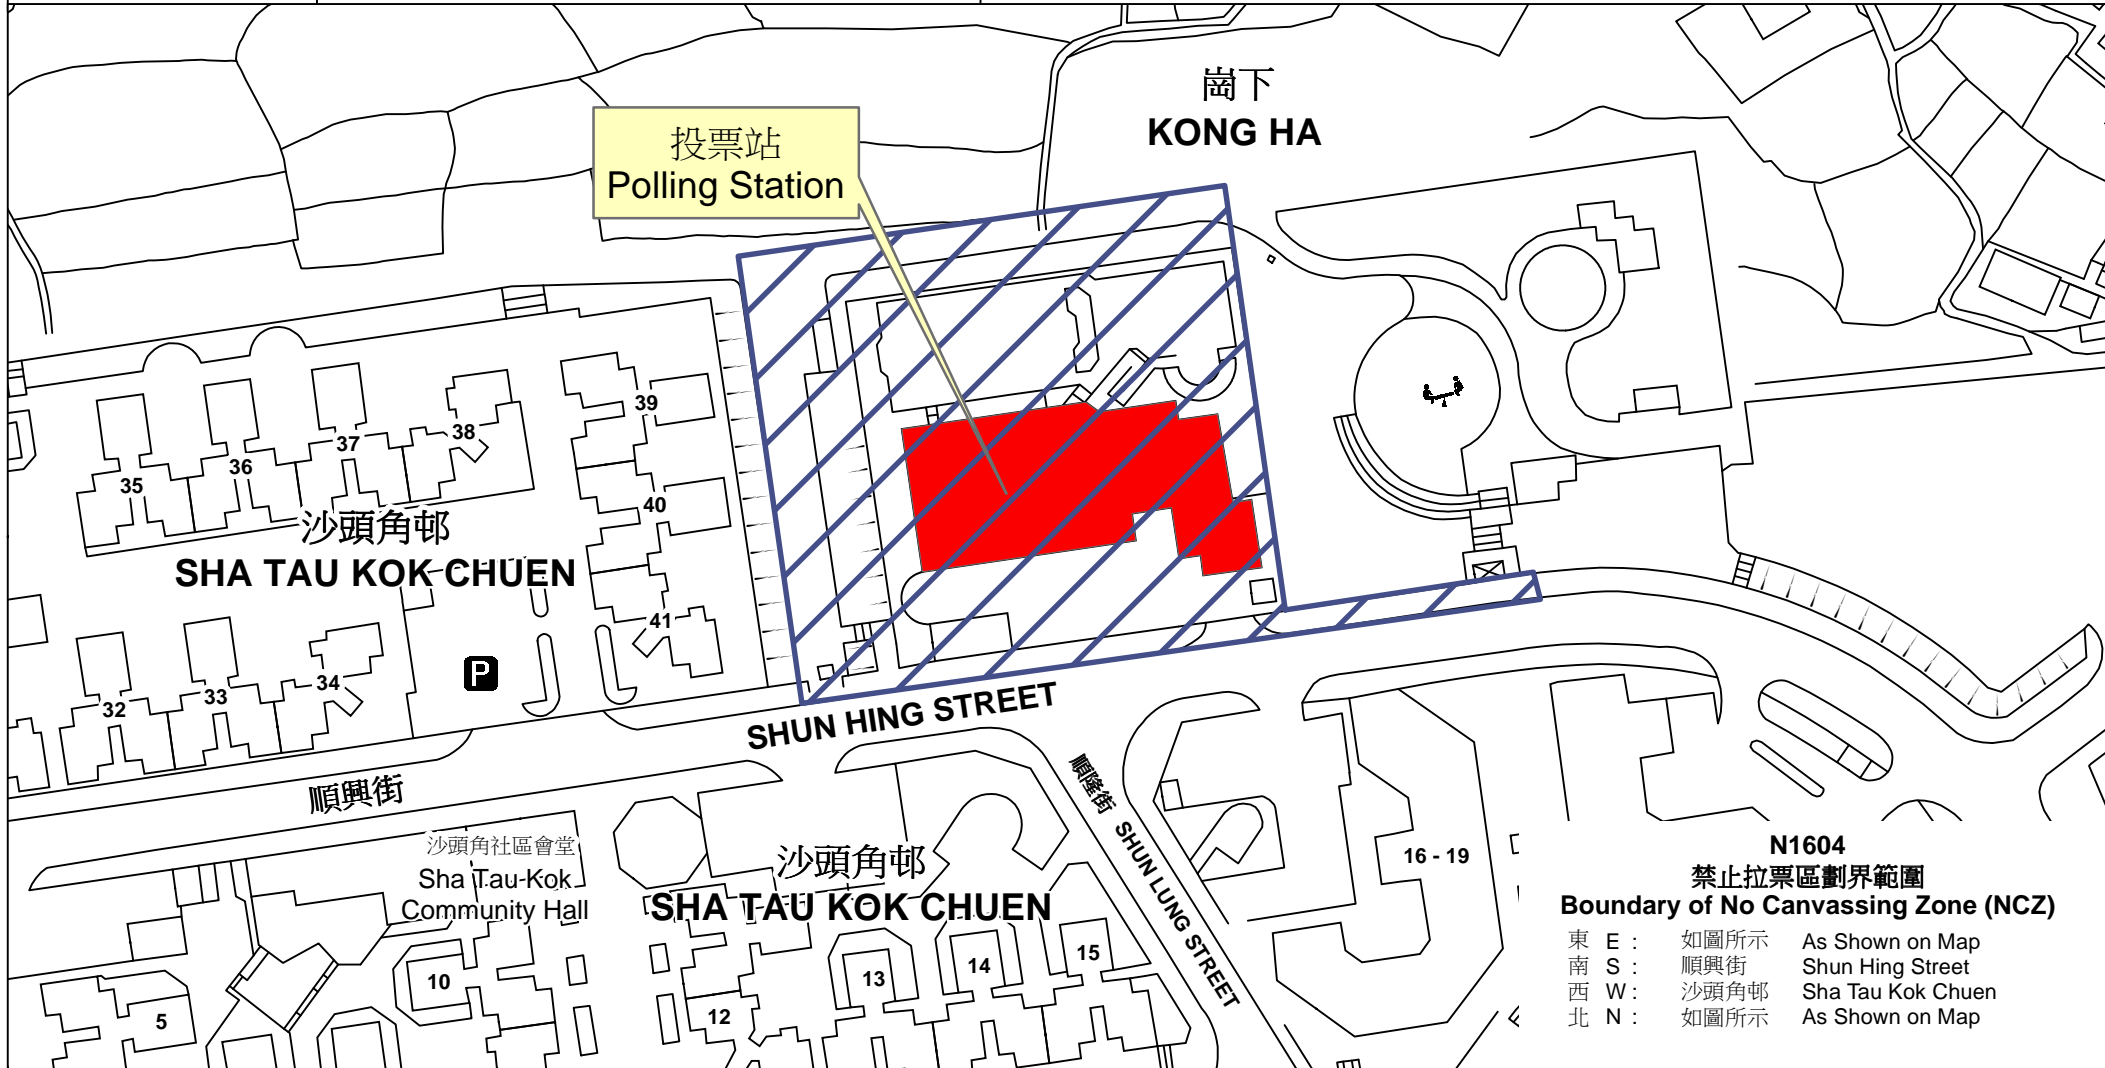 崗下
KONG HA
投票站
Polling Station
39
38
37
36
35
40
沙頭角邨
SHA TAU KOK CHUEN
41
P
34
33
32
SHUN HING STREET
順興街
順隆街 SHUN LUNG STREET
沙頭角社區會堂
Sha Tau Kok
Community Hall
沙頭角邨
SHA TAU KOK CHUEN
16 - 19
15
14
13
12
10
5
N1604
禁止拉票區劃界範圍
Boundary of No Canvassing Zone (NCZ)
東 E : 如圖所示 As Shown on Map
南 S : 順興街 Shun Hing Street
西 W : 沙頭角邨 Sha Tau Kok Chuen
北 N : 如圖所示 As Shown on Map